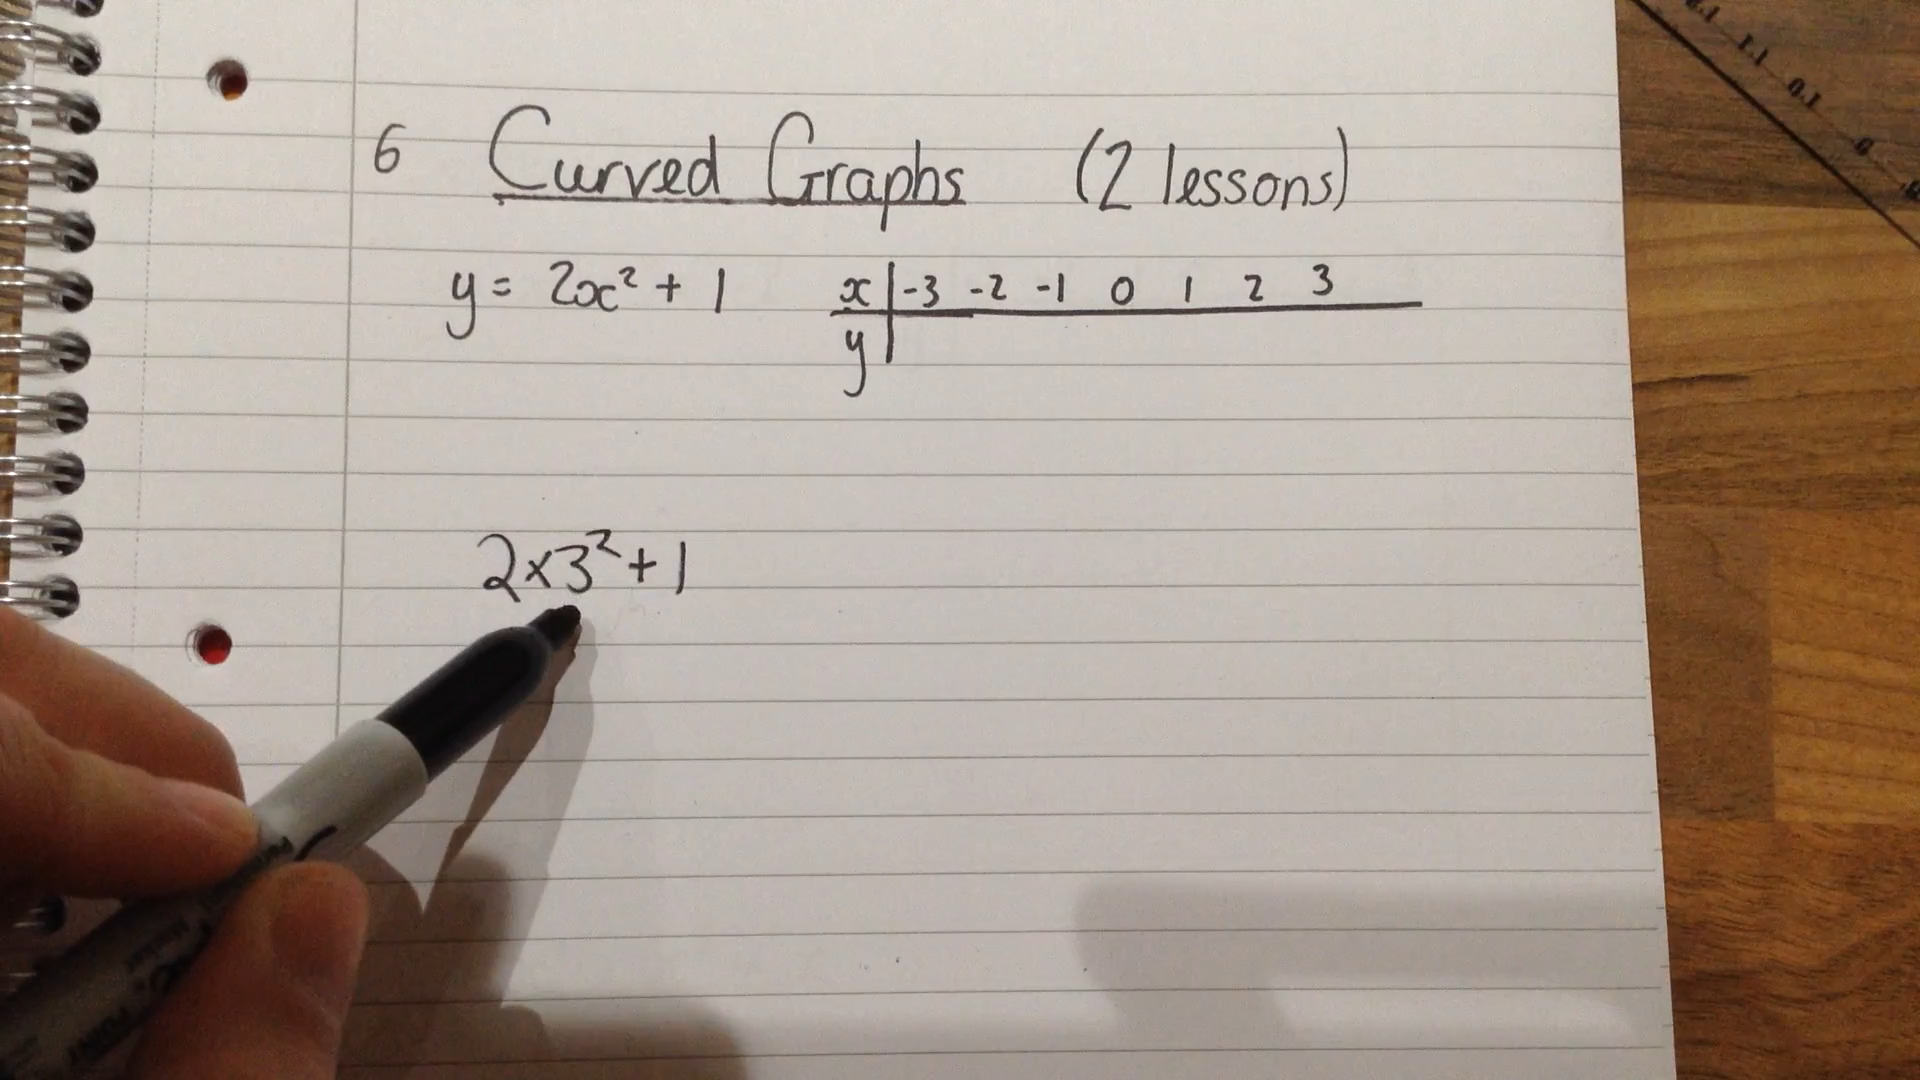 6 Curved Graphs (2 lessons)
y = 2x² + 1
x -3 -2 -1 0 1 2 3
y
2×3²+1